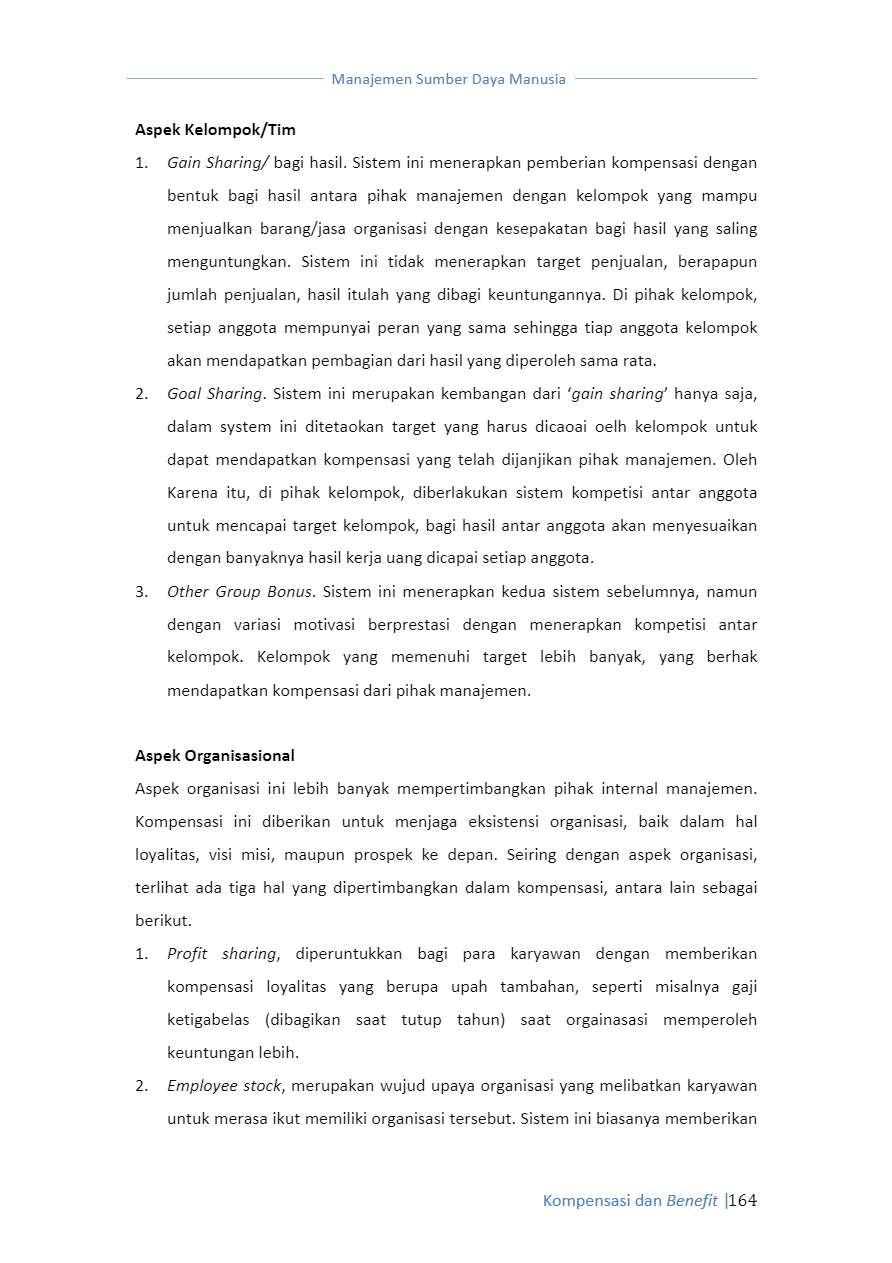 Manajemen Sumber Daya Manusia
Aspek Kelompok/Tim
1. Gain Sharing/ bagi hasil. Sistem ini menerapkan pemberian kompensasi dengan
bentuk bagi hasil antara pihak manajemen dengan kelompok yang mampu
menjualkan barang/jasa organisasi dengan kesepakatan bagi hasil yang saling
menguntungkan. Sistem ini tidak menerapkan target penjualan, berapapun
jumlah penjualan, hasil itulah yang dibagi keuntungannya. Di pihak kelompok,
setiap anggota mempunyai peran yang sama sehingga tiap anggota kelompok
akan mendapatkan pembagian dari hasil yang diperoleh sama rata.
2. Goal Sharing. Sistem ini merupakan kembangan dari ‘gain sharing’ hanya saja,
dalam system ini ditetaokan target yang harus dicaoai oelh kelompok untuk
dapat mendapatkan kompensasi yang telah dijanjikan pihak manajemen. Oleh
Karena itu, di pihak kelompok, diberlakukan sistem kompetisi antar anggota
untuk mencapai target kelompok, bagi hasil antar anggota akan menyesuaikan
dengan banyaknya hasil kerja uang dicapai setiap anggota.
3. Other Group Bonus. Sistem ini menerapkan kedua sistem sebelumnya, namun
dengan variasi motivasi berprestasi dengan menerapkan kompetisi antar
kelompok. Kelompok yang memenuhi target lebih banyak, yang berhak
mendapatkan kompensasi dari pihak manajemen.
Aspek Organisasional
Aspek organisasi ini lebih banyak mempertimbangkan pihak internal manajemen.
Kompensasi ini diberikan untuk menjaga eksistensi organisasi, baik dalam hal
loyalitas, visi misi, maupun prospek ke depan. Seiring dengan aspek organisasi,
terlihat ada tiga hal yang dipertimbangkan dalam kompensasi, antara lain sebagai
berikut.
1. Profit sharing, diperuntukkan bagi para karyawan dengan memberikan
kompensasi loyalitas yang berupa upah tambahan, seperti misalnya gaji
ketigabelas (dibagikan saat tutup tahun) saat orgainasasi memperoleh
keuntungan lebih.
2. Employee stock, merupakan wujud upaya organisasi yang melibatkan karyawan
untuk merasa ikut memiliki organisasi tersebut. Sistem ini biasanya memberikan
Kompensasi dan Benefit |164